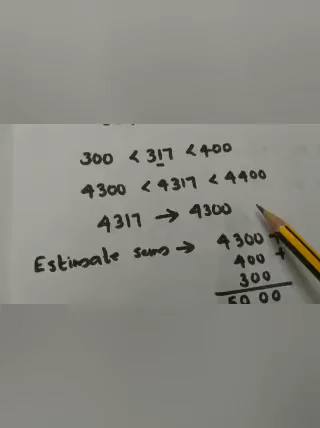 300 < 317 < 400
4300 < 4317 < 4400
4317 → 4300
Estimate sum → 4300 +
400 +
300
5000